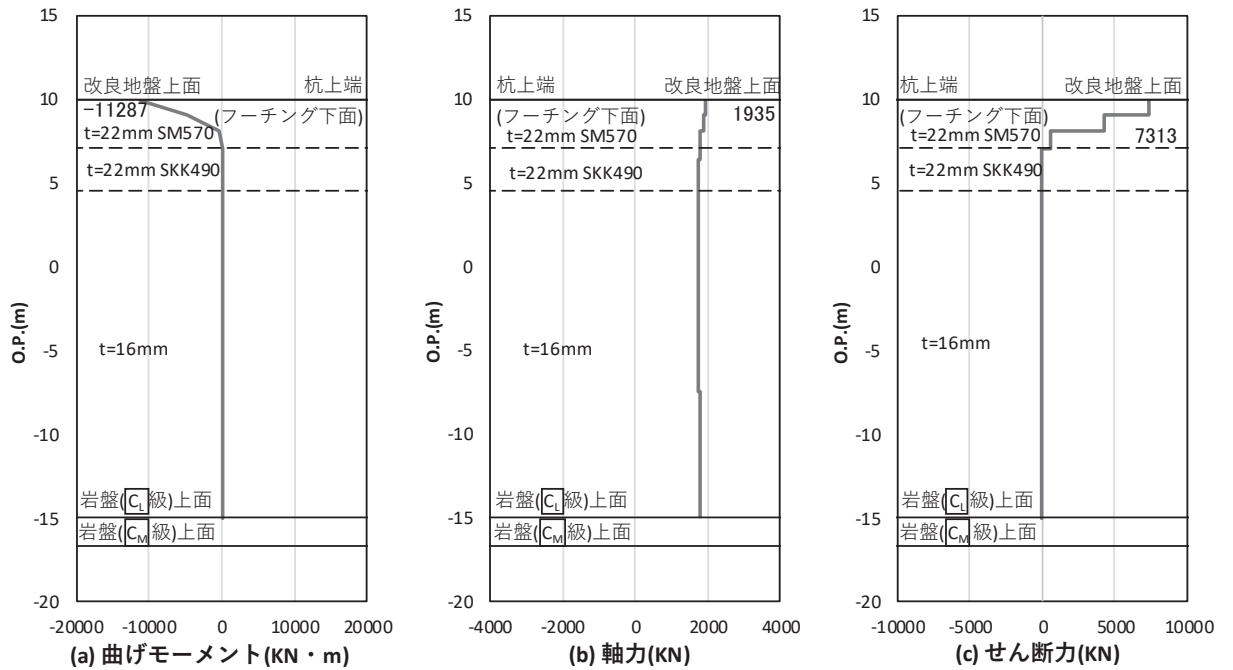 O.P.(m)
15
10
5
0
-5
-10
-15
-20
改良地盤上面 杭上端
-11287 (フーチング下面)
t=22mm SM570
t=22mm SKK490
t=16mm
岩盤(CL級)上面
岩盤(CM級)上面
-20000 -10000 0 10000 20000
(a) 曲げモーメント(KN・m)
O.P.(m)
15
10
5
0
-5
-10
-15
-20
杭上端 改良地盤上面
(フーチング下面) 1935
t=22mm SM570
t=22mm SKK490
t=16mm
岩盤(CL級)上面
岩盤(CM級)上面
-4000 -2000 0 2000 4000
(b) 軸力(KN)
O.P.(m)
15
10
5
0
-5
-10
-15
-20
杭上端 改良地盤上面
(フーチング下面)
t=22mm SM570 7313
t=22mm SKK490
t=16mm
岩盤(CL級)上面
岩盤(CM級)上面
-10000 -5000 0 5000 10000
(c) せん断力(KN)